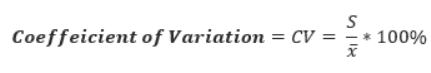 Coeffeicient of Variation = CV = S/x̄ * 100%